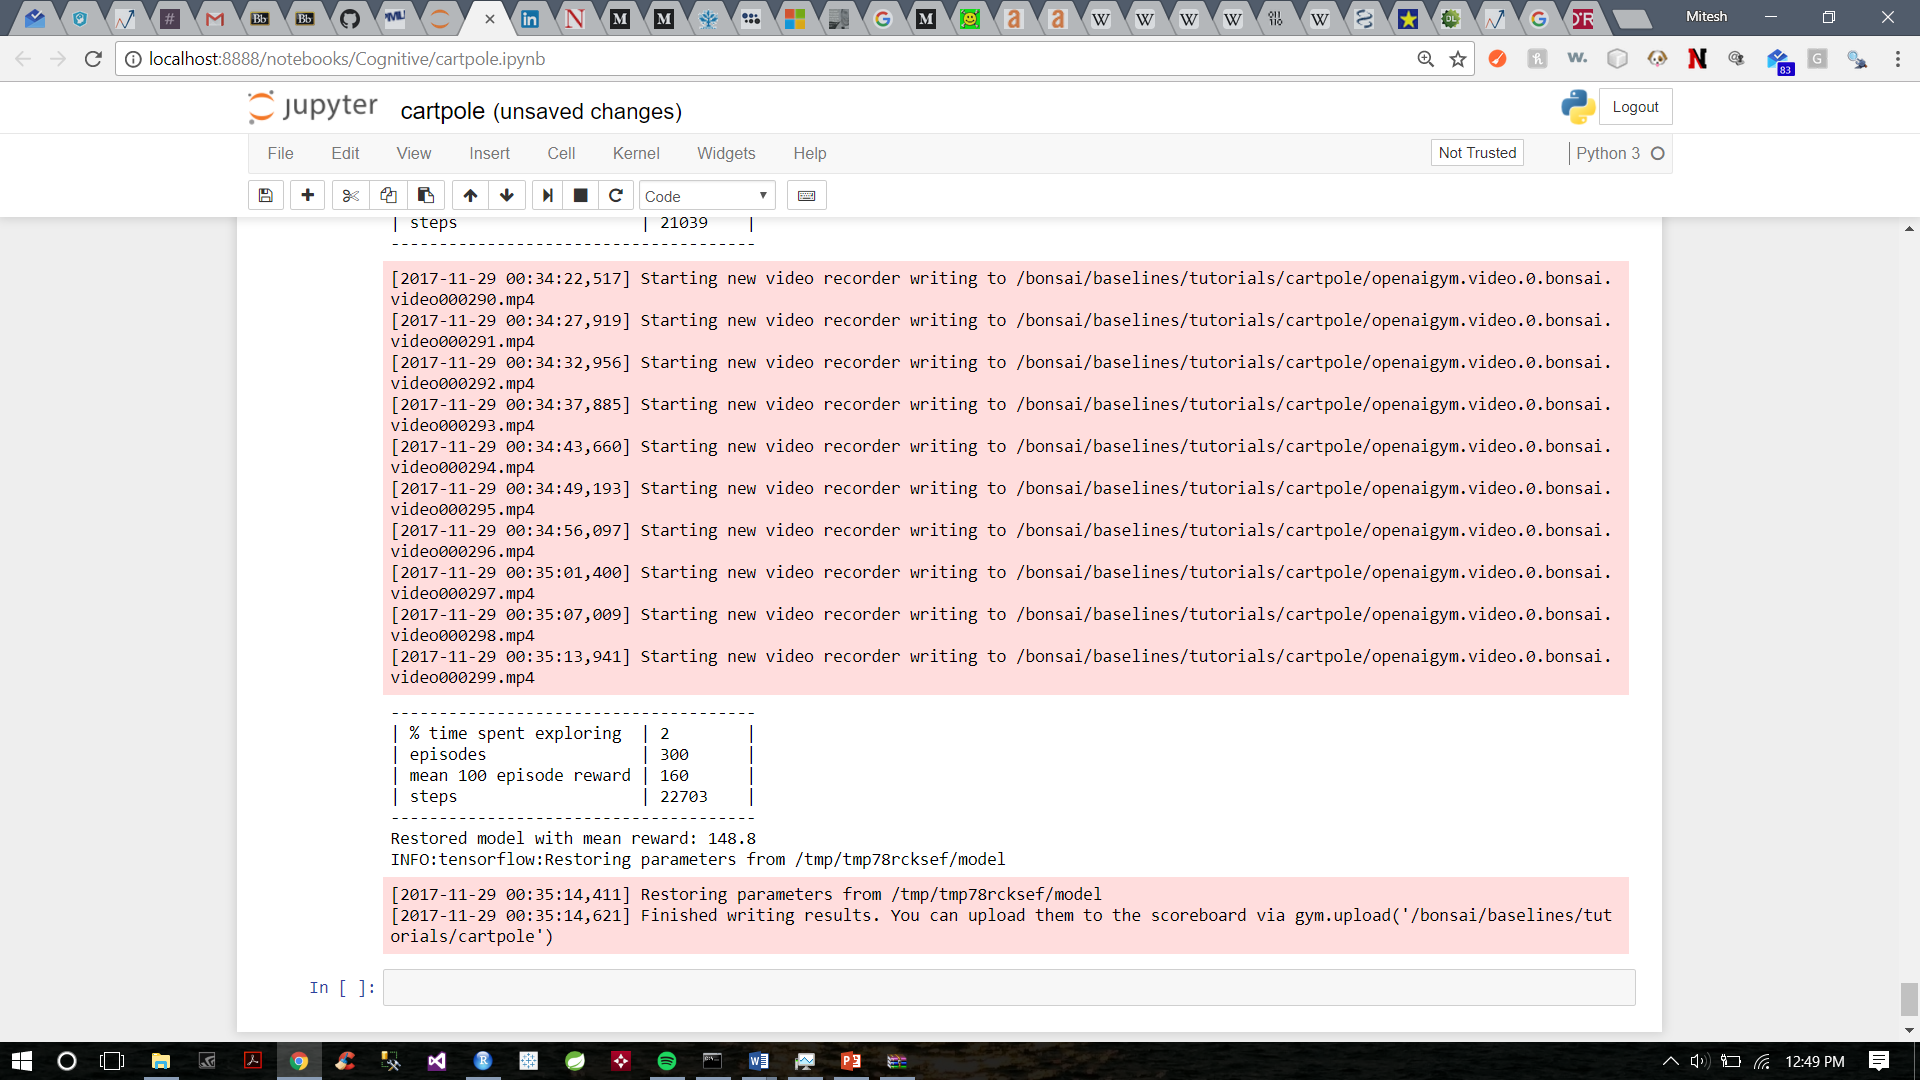 Mitesh
localhost:8888/notebooks/Cognitive/cartpole.ipynb
83
jupyter
cartpole (unsaved changes)
Logout
File Edit View Insert Cell Kernel Widgets Help
Not Trusted
Python 3
Code
| steps | 21039 |
--------------------------------------
[2017-11-29 00:34:22,517] Starting new video recorder writing to /bonsai/baselines/tutorials/cartpole/openaigym.video.0.bonsai.
video000290.mp4
[2017-11-29 00:34:27,919] Starting new video recorder writing to /bonsai/baselines/tutorials/cartpole/openaigym.video.0.bonsai.
video000291.mp4
[2017-11-29 00:34:32,956] Starting new video recorder writing to /bonsai/baselines/tutorials/cartpole/openaigym.video.0.bonsai.
video000292.mp4
[2017-11-29 00:34:37,885] Starting new video recorder writing to /bonsai/baselines/tutorials/cartpole/openaigym.video.0.bonsai.
video000293.mp4
[2017-11-29 00:34:43,660] Starting new video recorder writing to /bonsai/baselines/tutorials/cartpole/openaigym.video.0.bonsai.
video000294.mp4
[2017-11-29 00:34:49,193] Starting new video recorder writing to /bonsai/baselines/tutorials/cartpole/openaigym.video.0.bonsai.
video000295.mp4
[2017-11-29 00:34:56,097] Starting new video recorder writing to /bonsai/baselines/tutorials/cartpole/openaigym.video.0.bonsai.
video000296.mp4
[2017-11-29 00:35:01,400] Starting new video recorder writing to /bonsai/baselines/tutorials/cartpole/openaigym.video.0.bonsai.
video000297.mp4
[2017-11-29 00:35:07,009] Starting new video recorder writing to /bonsai/baselines/tutorials/cartpole/openaigym.video.0.bonsai.
video000298.mp4
[2017-11-29 00:35:13,941] Starting new video recorder writing to /bonsai/baselines/tutorials/cartpole/openaigym.video.0.bonsai.
video000299.mp4
--------------------------------------
| % time spent exploring | 2 |
| episodes | 300 |
| mean 100 episode reward | 160 |
| steps | 22703 |
--------------------------------------
Restored model with mean reward: 148.8
INFO:tensorflow:Restoring parameters from /tmp/tmp78rcksef/model
[2017-11-29 00:35:14,411] Restoring parameters from /tmp/tmp78rcksef/model
[2017-11-29 00:35:14,621] Finished writing results. You can upload them to the scoreboard via gym.upload('/bonsai/baselines/tut
orials/cartpole')
In [ ]:
12:49 PM